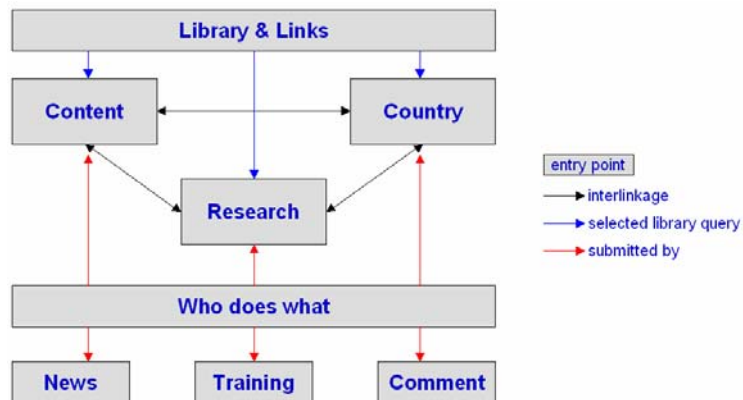 Library & Links
Content
Country
Research
entry point
interlinkage
selected library query
submitted by
Who does what
News
Training
Comment